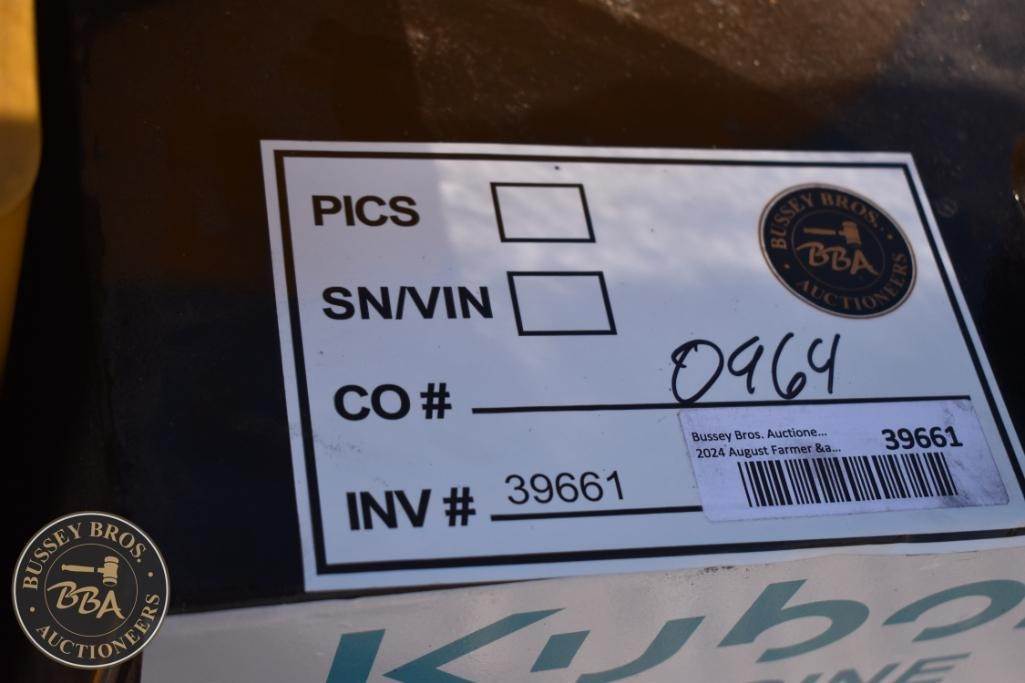 PICS
BUSSEY BROS.
BBA
AUCTIONEERS
SN/VIN
CO # 0964
Bussey Bros. Auctione...
39661
2024 August Farmer &a...
INV # 39661
BUSSEY BROS.
BBA
AUCTIONEERS